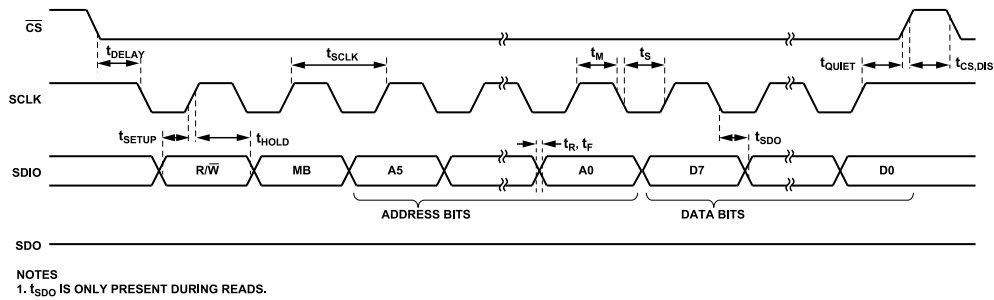 CS
tDELAY
tSCLK
tM
tS
tQUIET
tCS,DIS
SCLK
tSETUP
tHOLD
tR, tF
tSDO
SDIO
R/W
MB
A5
A0
D7
D0
ADDRESS BITS
DATA BITS
SDO
NOTES
1. tSDO IS ONLY PRESENT DURING READS.